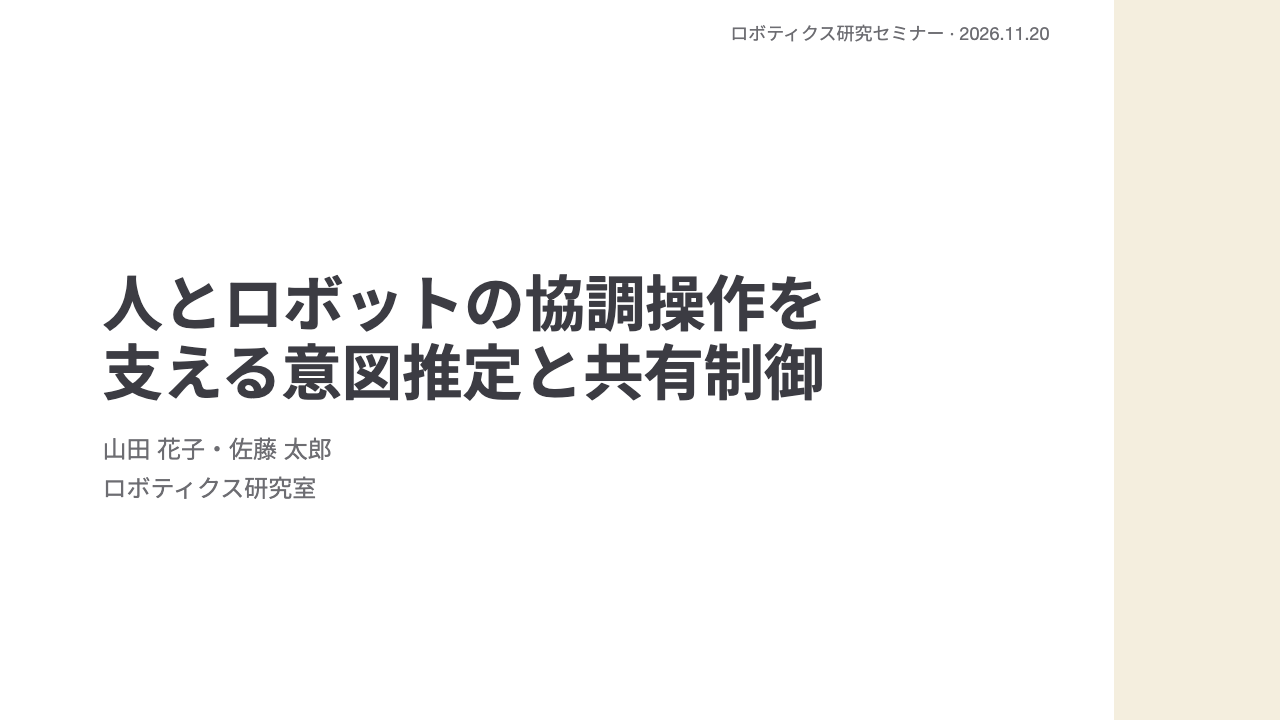 ロボティクス研究セミナー · 2026.11.20
人とロボットの協調操作を
支える意図推定と共有制御
山田 花子・佐藤 太郎
ロボティクス研究室